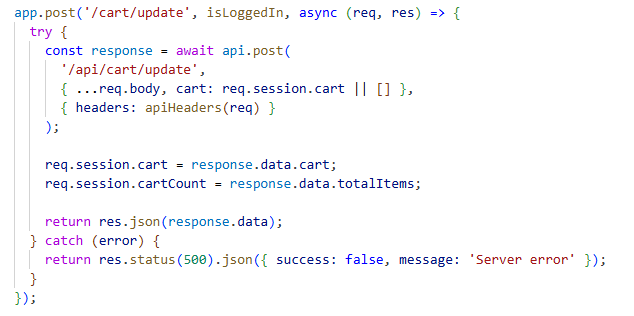 app.post('/cart/update', isLoggedIn, async (req, res) => {
  try {
    const response = await api.post(
      '/api/cart/update',
      { ...req.body, cart: req.session.cart || [] },
      { headers: apiHeaders(req) }
    );

    req.session.cart = response.data.cart;
    req.session.cartCount = response.data.totalItems;

    return res.json(response.data);
  } catch (error) {
    return res.status(500).json({ success: false, message: 'Server error' });
  }
});